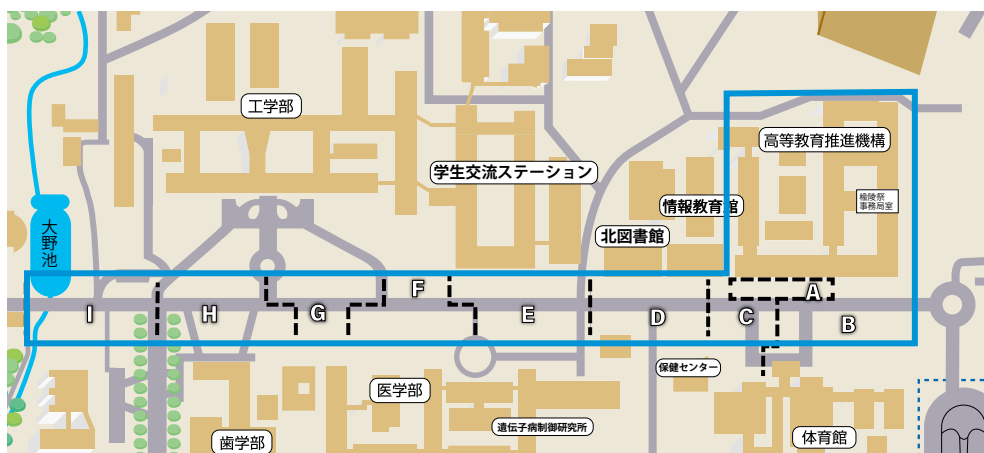 工学部
高等教育推進機構
学生交流ステーション
楡陵祭
事務局室
情報教育館
大野池
北図書館
A
F
I
H
G
E
D
C
B
保健センター
医学部
遺伝子病制御研究所
歯学部
体育館